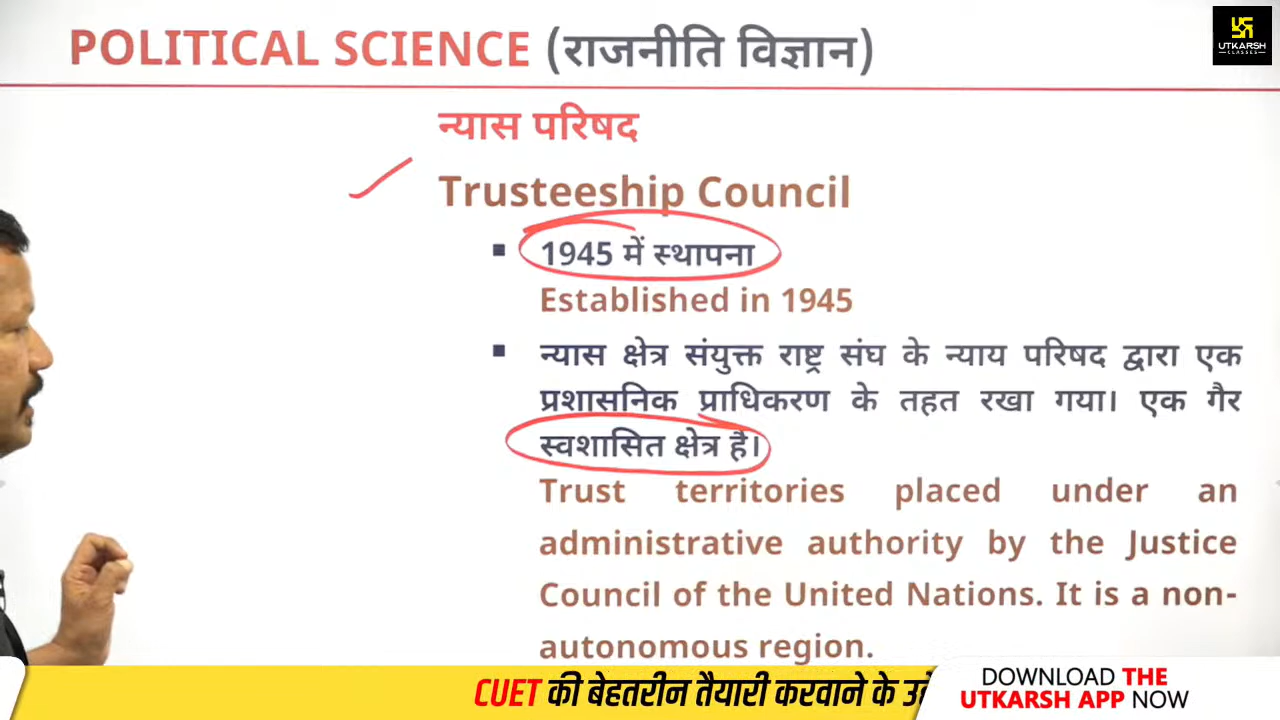 POLITICAL SCIENCE (राजनीति विज्ञान)
UTKARSH
CLASSES
न्यास परिषद
Trusteeship Council
1945 में स्थापना
Established in 1945
न्यास क्षेत्र संयुक्त राष्ट्र संघ के न्याय परिषद द्वारा एक
प्रशासनिक प्राधिकरण के तहत रखा गया। एक गैर
स्वशासित क्षेत्र है।
Trust territories placed under an
administrative authority by the Justice
Council of the United Nations. It is a non-
autonomous region.
CUET की बेहतरीन तैयारी करवाने के
DOWNLOAD THE
UTKARSH APP NOW